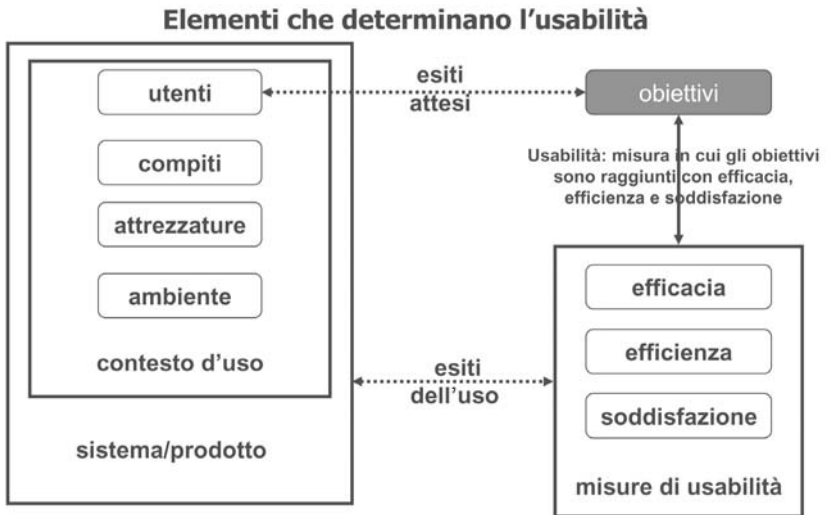 Elementi che determinano l'usabilità
utenti
compiti
attrezzature
ambiente
contesto d'uso
sistema/prodotto
esiti
attesi
obiettivi
Usabilità: misura in cui gli obiettivi
sono raggiunti con efficacia,
efficienza e soddisfazione
esiti
dell'uso
efficacia
efficienza
soddisfazione
misure di usabilità